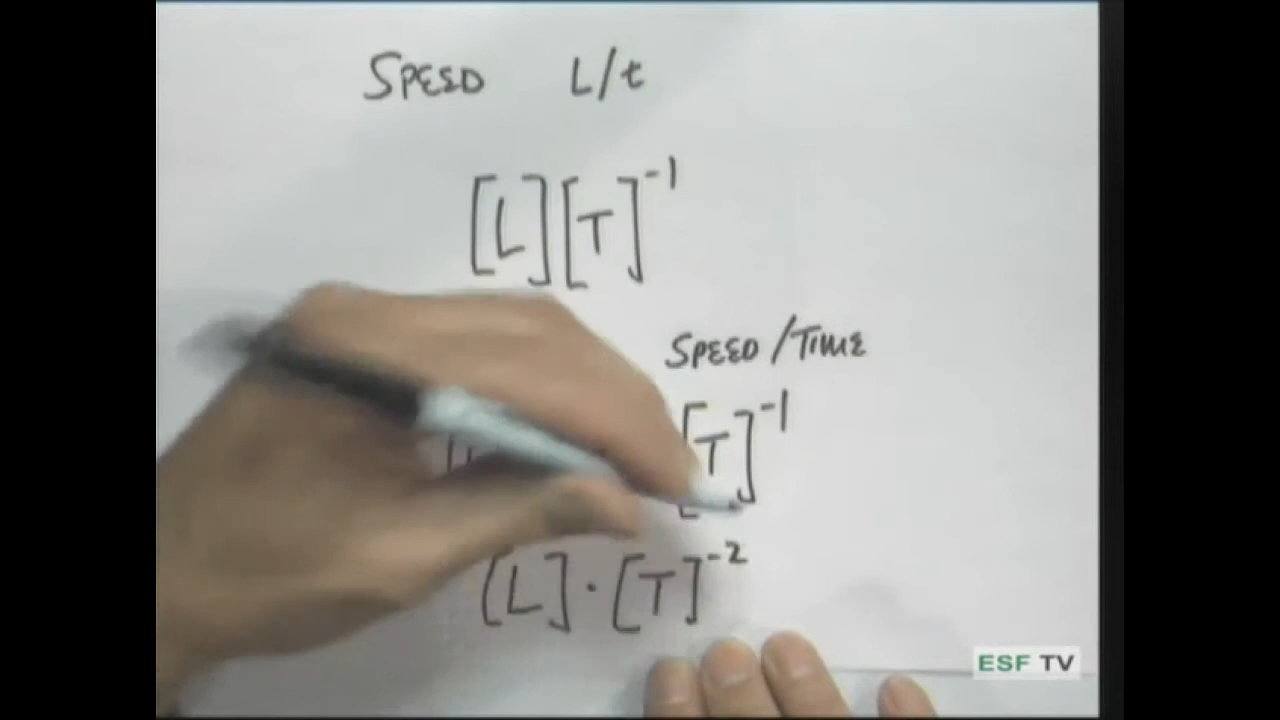 SPEED L/t
[L][T]^-1
SPEED/TIME
[T]^-1
[L]·[T]^-2
ESF TV